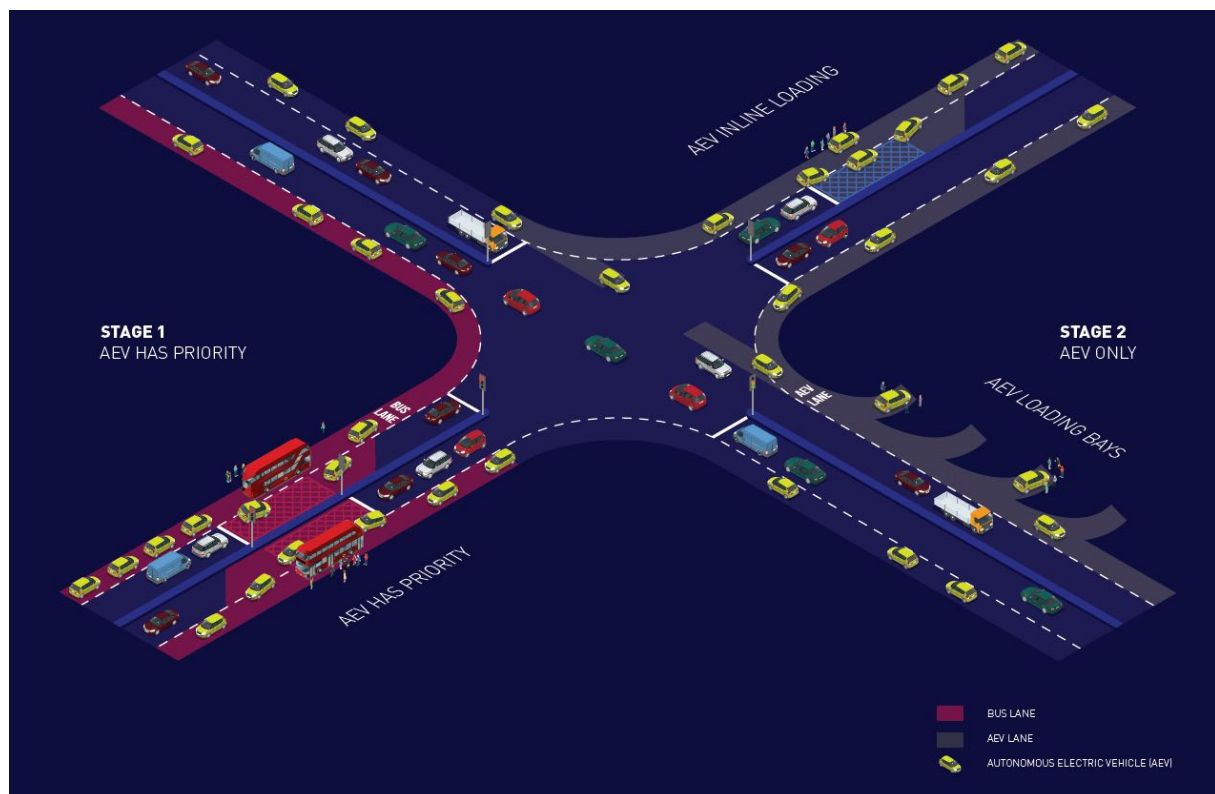 AEV INLINE LOADING
STAGE 1
AEV HAS PRIORITY
STAGE 2
AEV ONLY
AEV
LANE
AEV LOADING BAYS
BUS
LANE
AEV HAS PRIORITY
BUS LANE
AEV LANE
AUTONOMOUS ELECTRIC VEHICLE (AEV)